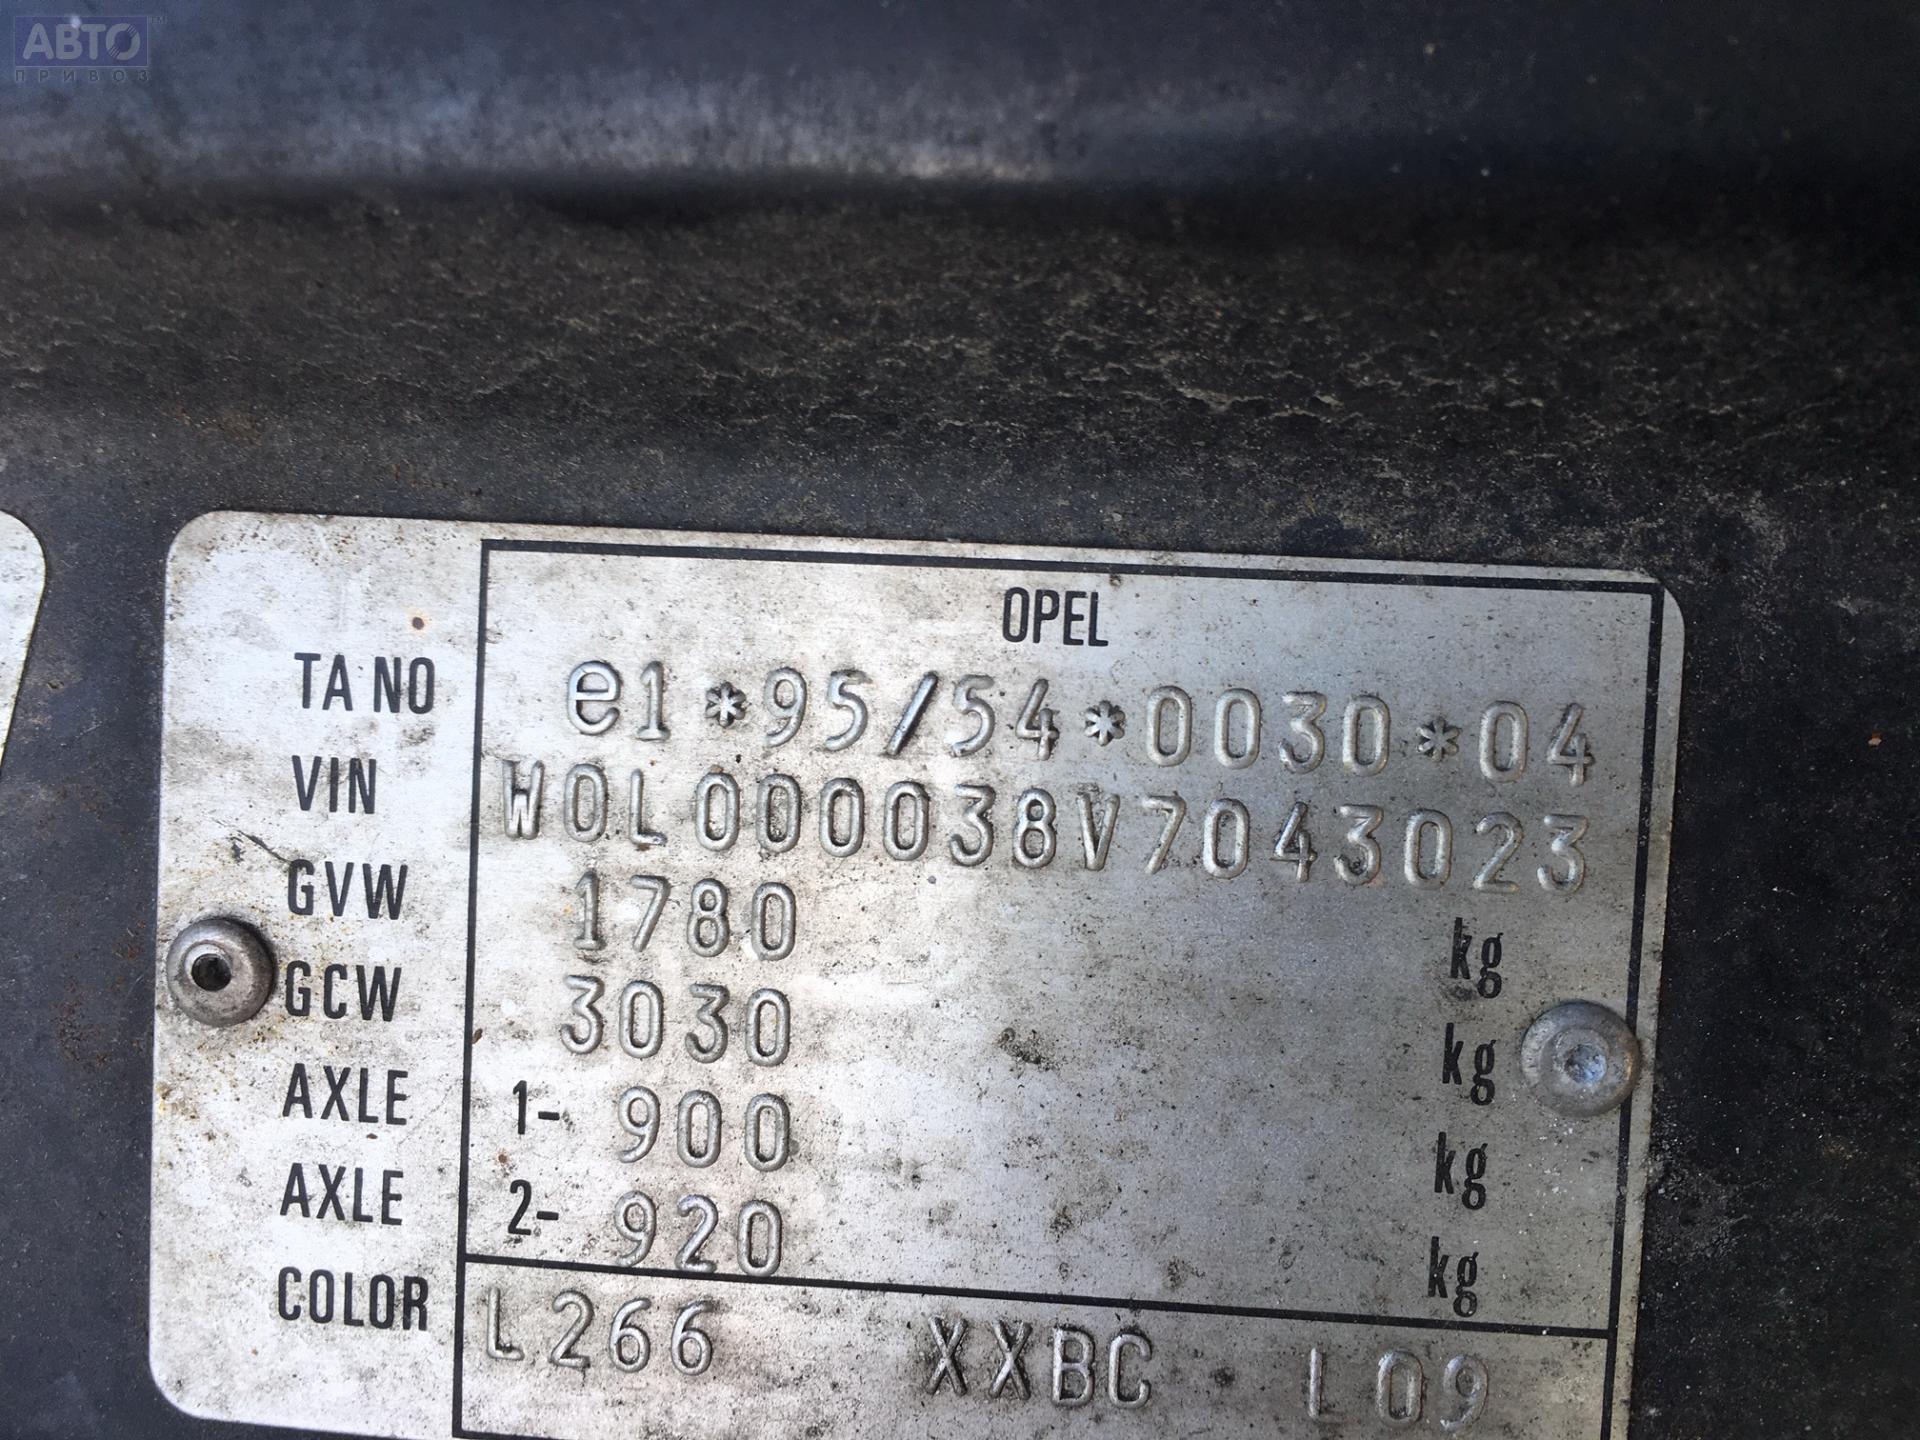 АВТО™
ПРИВОЗ
OPEL
TA NO e1*95/54*0030*04
VIN W0L000038V7043023
GVW 1780 kg
GCW 3030 kg
AXLE 1- 900 kg
AXLE 2- 920 kg
COLOR L266 XXBC L09